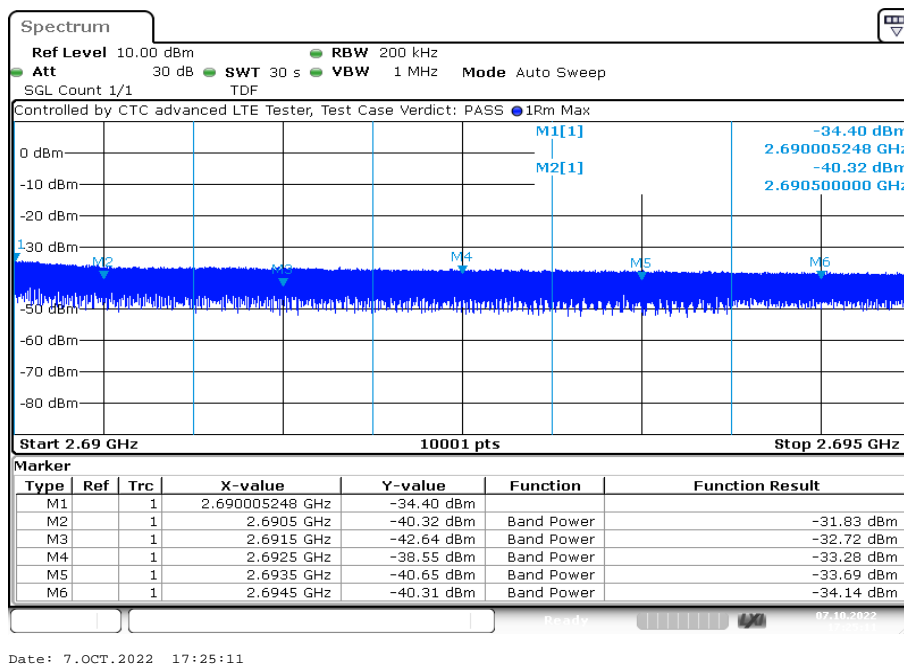 Spectrum
Ref Level 10.00 dBm RBW 200 kHz
Att 30 dB SWT 30 s VBW 1 MHz Mode Auto Sweep
SGL Count 1/1 TDF
Controlled by CTC advanced LTE Tester, Test Case Verdict: PASS 1Rm Max
M1[1] -34.40 dBm
0 dBm 2.690005248 GHz
M2[1] -40.32 dBm
-10 dBm 2.690500000 GHz
-20 dBm
1 -30 dBm
M2 M3 M4 M5 M6
-50 dBm
-60 dBm
-70 dBm
-80 dBm
Start 2.69 GHz 10001 pts Stop 2.695 GHz
Marker
Type Ref Trc X-value Y-value Function Function Result
M1 1 2.690005248 GHz -34.40 dBm
M2 1 2.6905 GHz -40.32 dBm Band Power -31.83 dBm
M3 1 2.6915 GHz -42.64 dBm Band Power -32.72 dBm
M4 1 2.6925 GHz -38.55 dBm Band Power -33.28 dBm
M5 1 2.6935 GHz -40.65 dBm Band Power -33.69 dBm
M6 1 2.6945 GHz -40.31 dBm Band Power -34.14 dBm
Ready LXI 07.10.2022
Date: 7.OCT.2022 17:25:11